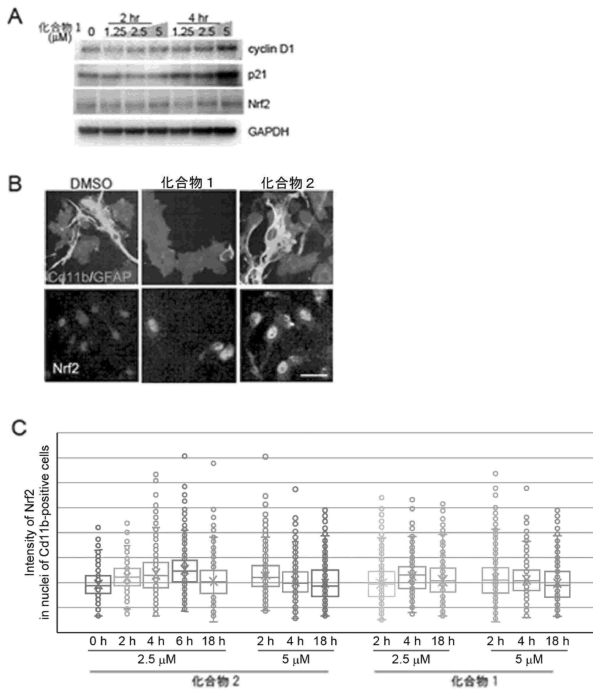 A
化合物 1
(μM)
2 hr 4 hr
0 1.25 2.5 5 1.25 2.5 5
cyclin D1
p21
Nrf2
GAPDH
B
DMSO 化合物 1 化合物 2
Cd11b/GFAP
Nrf2
C
Intensity of Nrf2
in nuclei of Cd11b-positive cells
0 h 2 h 4 h 6 h 18 h 2 h 4 h 18 h 2 h 4 h 18 h 2 h 4 h 18 h
2.5 μM 5 μM 2.5 μM 5 μM
化合物 2 化合物 1